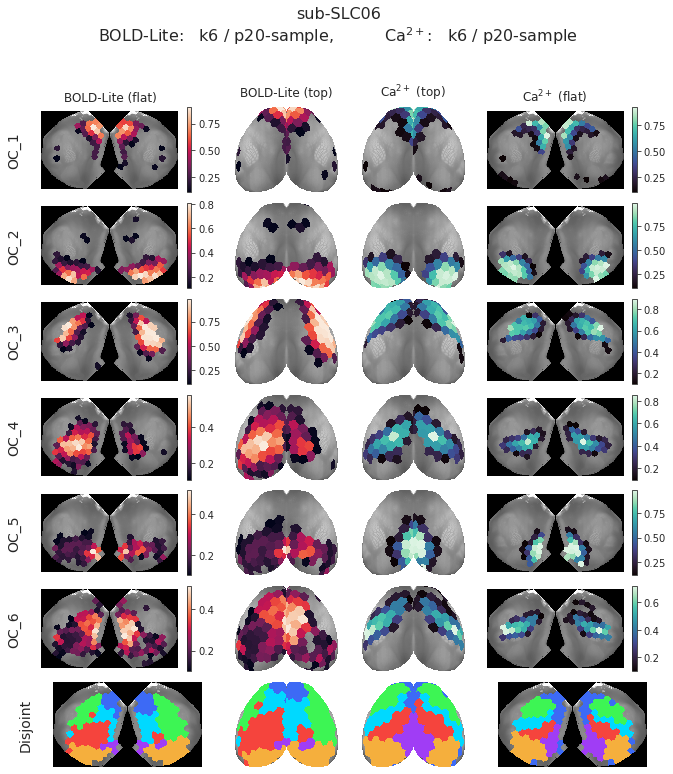 sub-SLC06
BOLD-Lite: k6 / p20-sample, Ca²⁺: k6 / p20-sample
BOLD-Lite (flat) BOLD-Lite (top) Ca²⁺ (top) Ca²⁺ (flat)
OC_1
0.75 0.75
0.50 0.50
0.25 0.25
OC_2
0.8
0.6 0.75
0.4 0.50
0.2 0.25
OC_3
0.75 0.8
0.50 0.6
0.25 0.4
0.2
OC_4
0.4 0.8
0.2 0.6
0.4
0.2
OC_5
0.4 0.75
0.2 0.50
0.25
OC_6
0.4 0.6
0.2 0.4
0.2
Disjoint